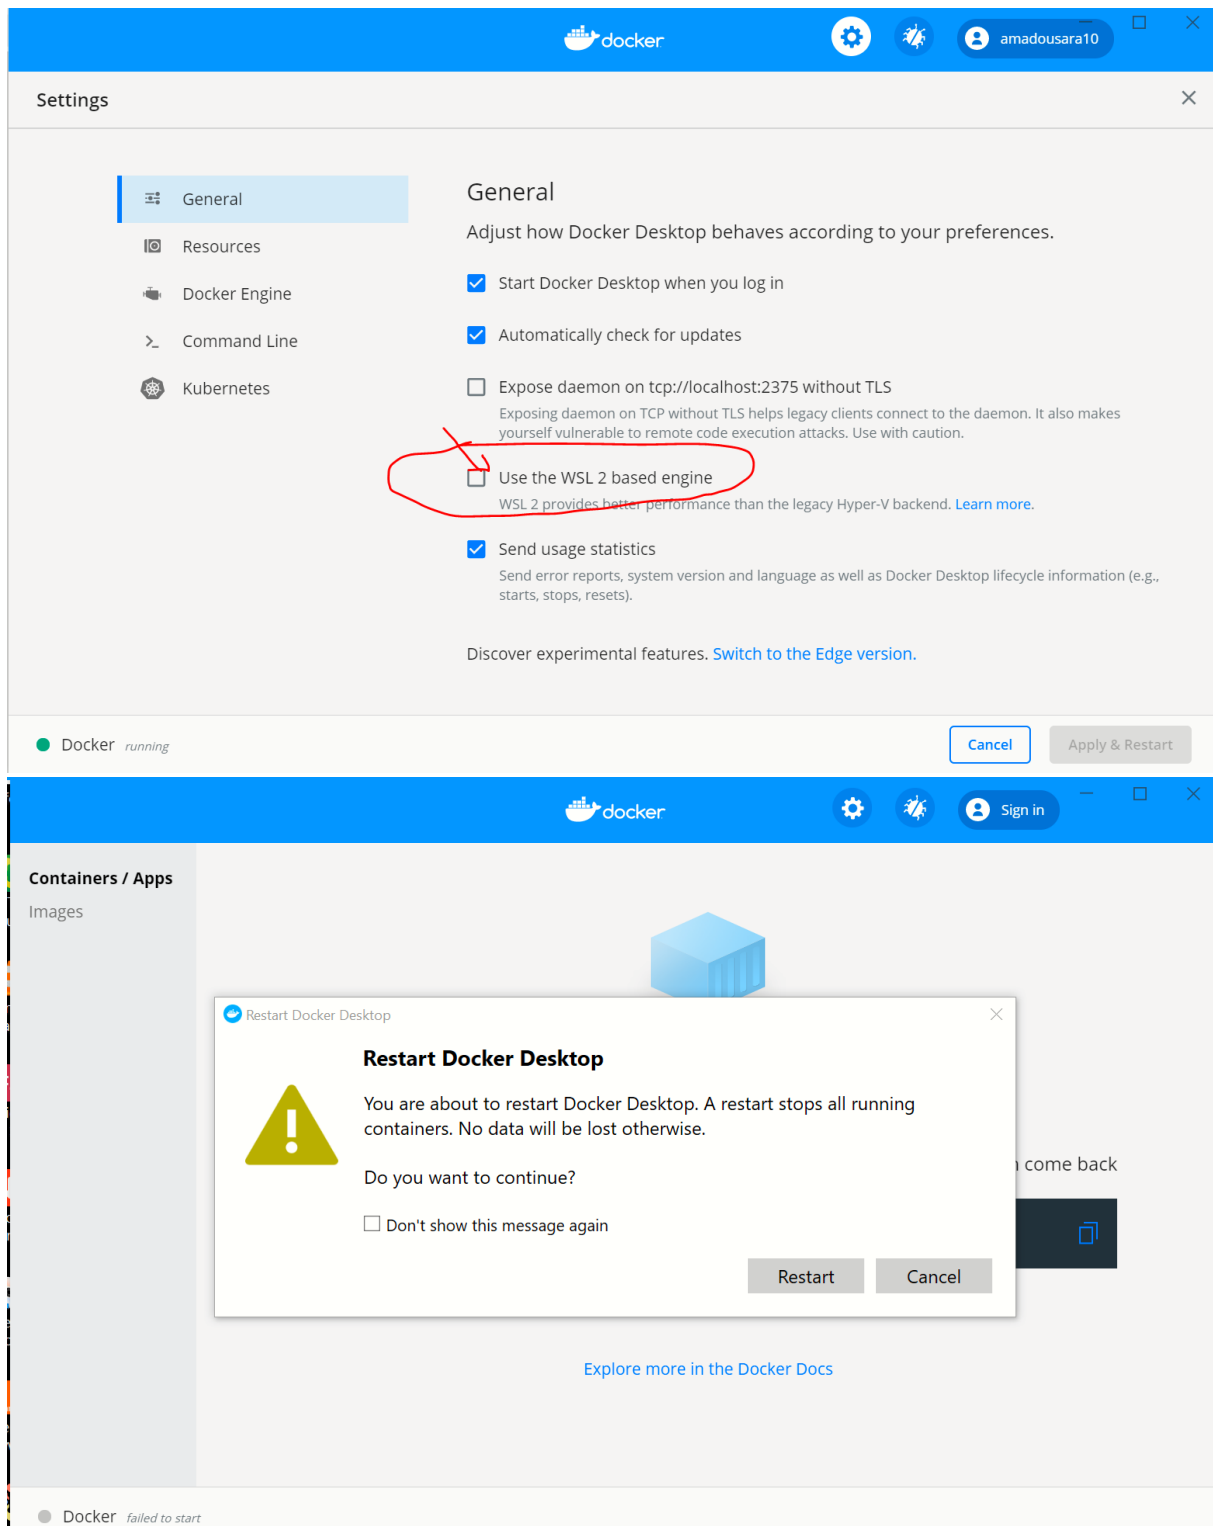 docker
amadousara10
Settings
General
Resources
Docker Engine
Command Line
Kubernetes
General
Adjust how Docker Desktop behaves according to your preferences.
Start Docker Desktop when you log in
Automatically check for updates
Expose daemon on tcp://localhost:2375 without TLS
Exposing daemon on TCP without TLS helps legacy clients connect to the daemon. It also makes
yourself vulnerable to remote code execution attacks. Use with caution.
Use the WSL 2 based engine
WSL 2 provides better performance than the legacy Hyper-V backend. Learn more.
Send usage statistics
Send error reports, system version and language as well as Docker Desktop lifecycle information (e.g.,
starts, stops, resets).
Discover experimental features. Switch to the Edge version.
Docker running
Cancel
Apply & Restart
docker
Sign in
Containers / Apps
Images
Restart Docker Desktop
Restart Docker Desktop
You are about to restart Docker Desktop. A restart stops all running
containers. No data will be lost otherwise.
Do you want to continue?
come back
Don't show this message again
Restart
Cancel
Explore more in the Docker Docs
Docker failed to start